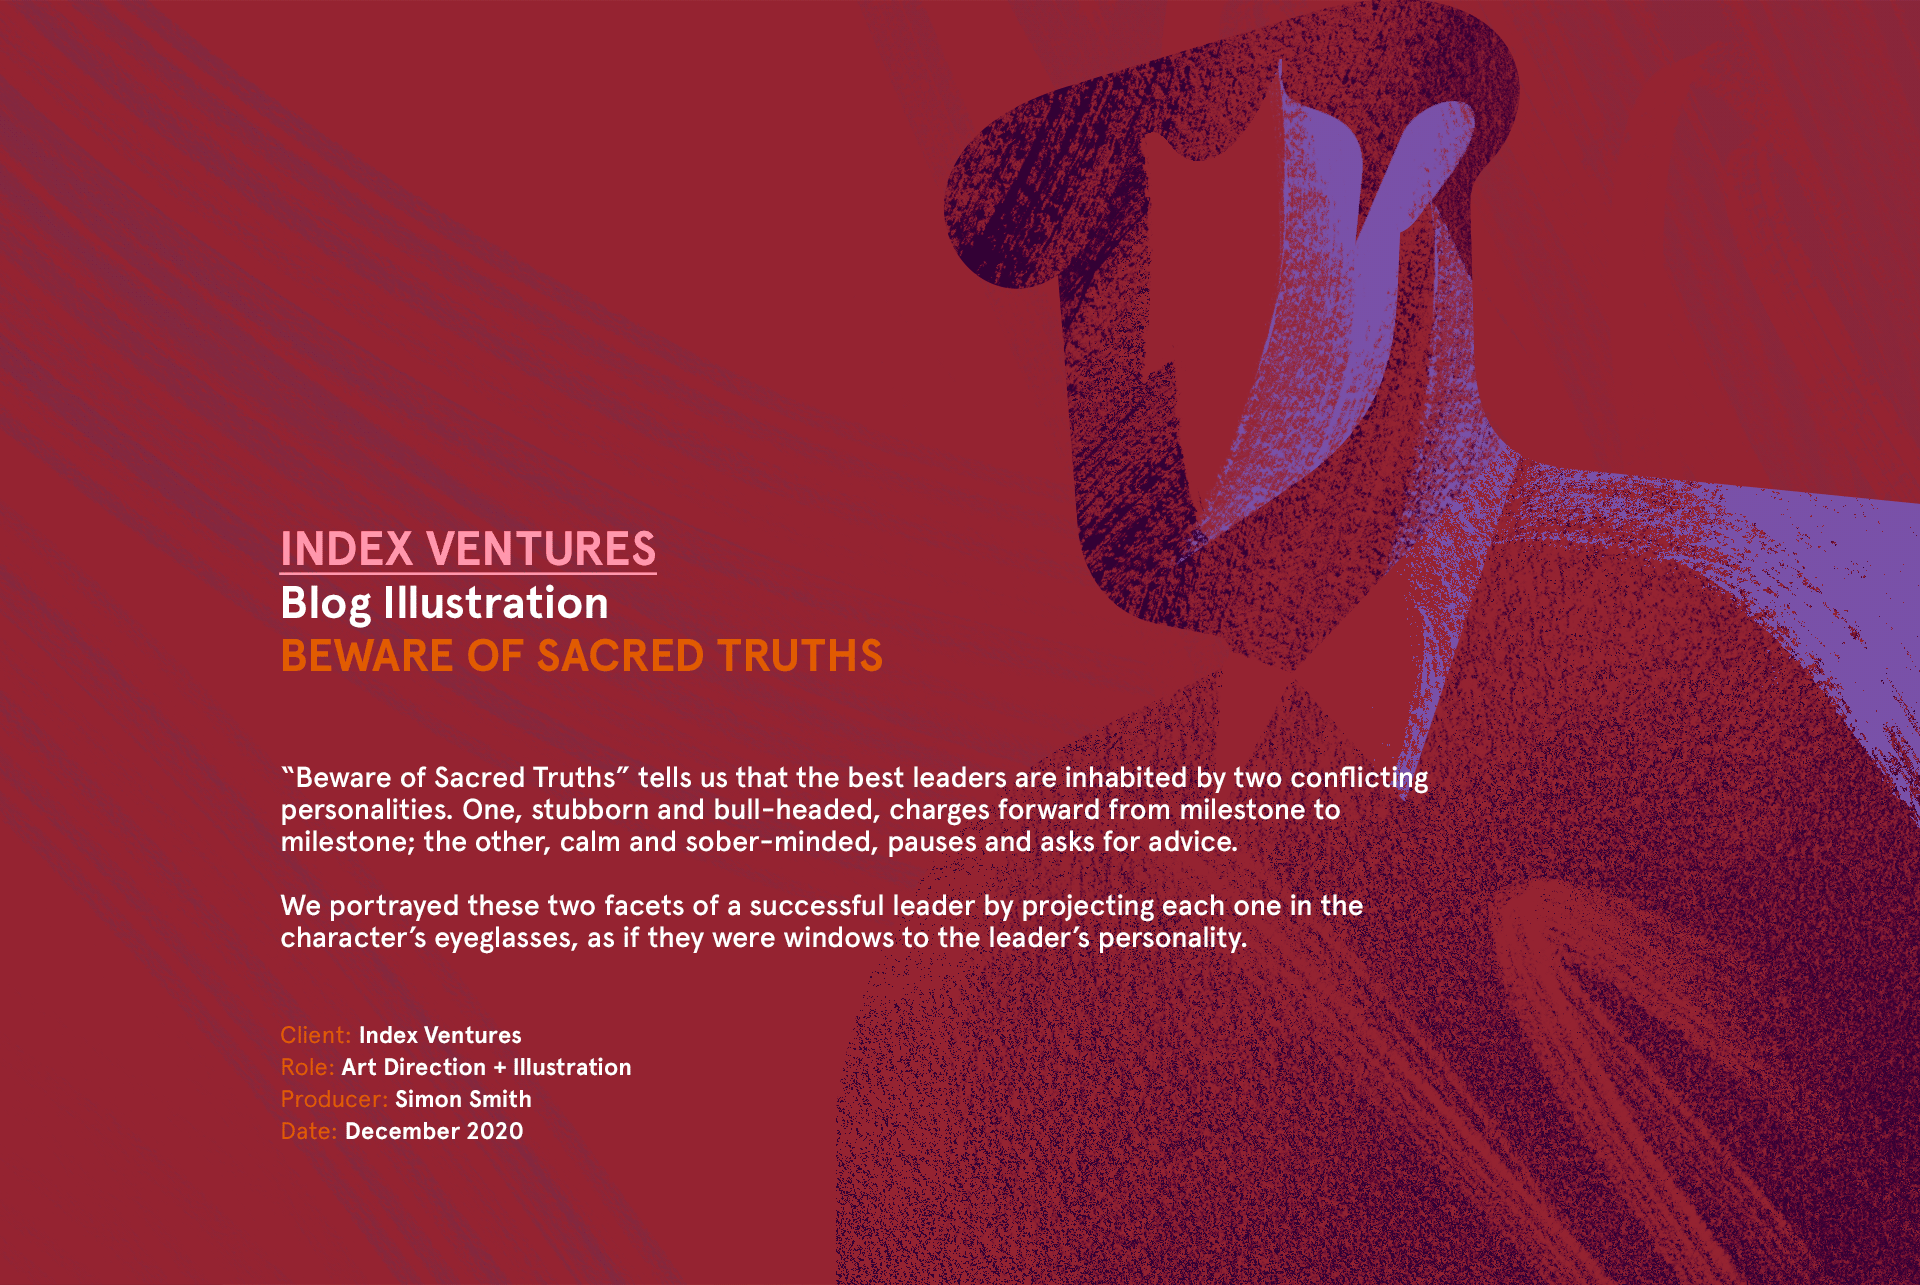 INDEX VENTURES
Blog Illustration
BEWARE OF SACRED TRUTHS
“Beware of Sacred Truths” tells us that the best leaders are inhabited by two conflicting
personalities. One, stubborn and bull-headed, charges forward from milestone to
milestone; the other, calm and sober-minded, pauses and asks for advice.
We portrayed these two facets of a successful leader by projecting each one in the
character’s eyeglasses, as if they were windows to the leader’s personality.
Client: Index Ventures
Role: Art Direction + Illustration
Producer: Simon Smith
Date: December 2020